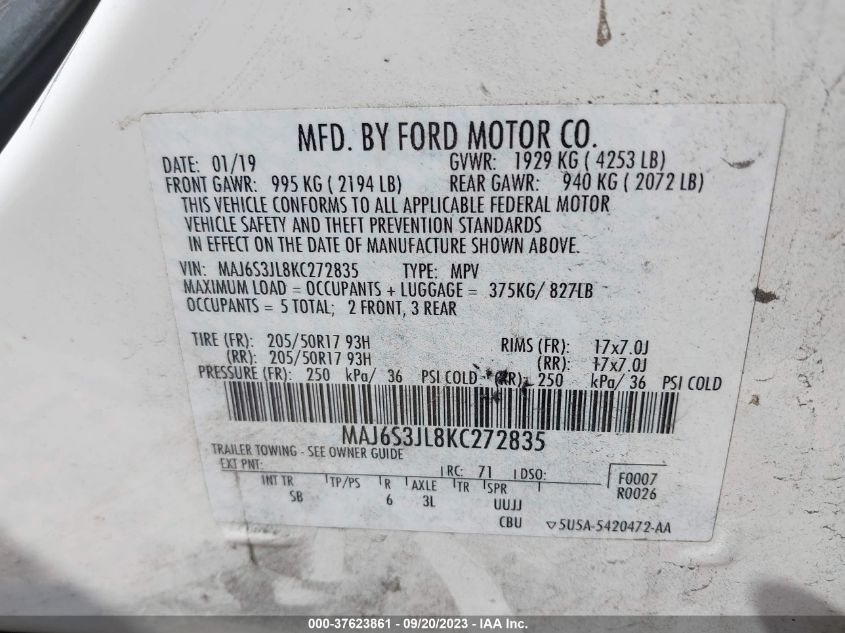 MFD. BY FORD MOTOR CO.
DATE: 01/19 GVWR: 1929 KG ( 4253 LB)
FRONT GAWR: 995 KG ( 2194 LB) REAR GAWR: 940 KG ( 2072 LB)
THIS VEHICLE CONFORMS TO ALL APPLICABLE FEDERAL MOTOR
VEHICLE SAFETY AND THEFT PREVENTION STANDARDS
IN EFFECT ON THE DATE OF MANUFACTURE SHOWN ABOVE.
VIN: MAJ6S3JL8KC272835 TYPE: MPV
MAXIMUM LOAD = OCCUPANTS + LUGGAGE = 375KG/ 827LB
OCCUPANTS = 5 TOTAL; 2 FRONT, 3 REAR
TIRE (FR): 205/50R17 93H RIMS (FR): 17x7.0J
(RR): 205/50R17 93H (RR): 17x7.0J
PRESSURE (FR): 250 kPa/ 36 PSI COLD (RR): 250 kPa/ 36 PSI COLD
MAJ6S3JL8KC272835
TRAILER TOWING - SEE OWNER GUIDE
EXT PNT: RC: 71 DSO: F0007
INT TR TP/PS R AXLE TR SPR R0026
SB 6 3L UUJJ
CBU 5U5A-5420472-AA
000-37623861 - 09/20/2023 - IAA Inc.